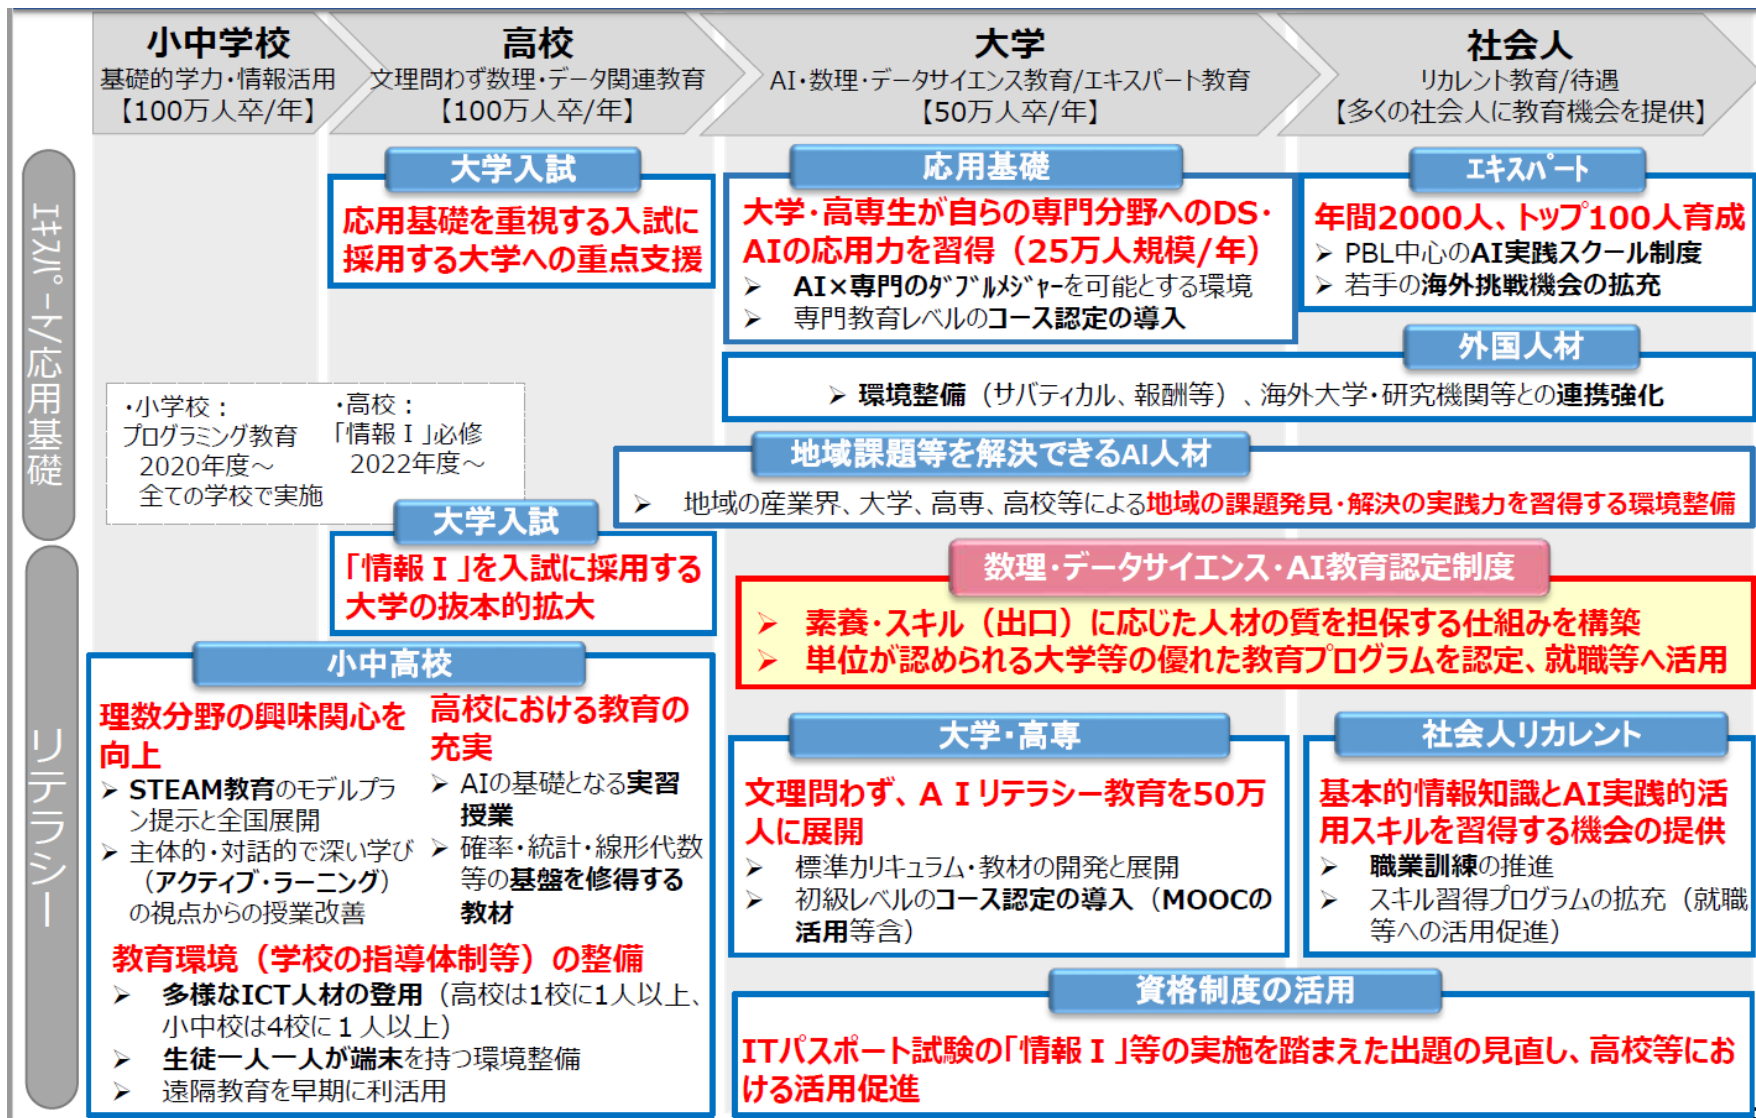 小中学校
基礎的学力・情報活用
【100万人卒/年】
高校
文理問わず数理・データ関連教育
【100万人卒/年】
大学
AI・数理・データサイエンス教育/エキスパート教育
【50万人卒/年】
社会人
リカレント教育/待遇
【多くの社会人に教育機会を提供】
エキスパート/応用基礎
大学入試
応用基礎を重視する入試に
採用する大学への重点支援
応用基礎
大学・高専生が自らの専門分野へのDS・
AIの応用力を習得（25万人規模/年）
➢ AI×専門のダブルメジャーを可能とする環境
➢ 専門教育レベルのコース認定の導入
エキスパート
年間2000人、トップ100人育成
➢ PBL中心のAI実践スクール制度
➢ 若手の海外挑戦機会の拡充
外国人材
➢ 環境整備（サバティカル、報酬等）、海外大学・研究機関等との連携強化
・小学校：
プログラミング教育
2020年度～
全ての学校で実施
・高校：
「情報Ⅰ」必修
2022年度～
地域課題等を解決できるAI人材
➢ 地域の産業界、大学、高専、高校等による地域の課題発見・解決の実践力を習得する環境整備
リテラシー
大学入試
「情報Ⅰ」を入試に採用する
大学の抜本的拡大
数理・データサイエンス・AI教育認定制度
➢ 素養・スキル（出口）に応じた人材の質を担保する仕組みを構築
➢ 単位が認められる大学等の優れた教育プログラムを認定、就職等へ活用
小中高校
理数分野の興味関心を
向上
➢ STEAM教育のモデルプラ
ン提示と全国展開
➢ 主体的・対話的で深い学び
（アクティブ・ラーニング）
の視点からの授業改善
高校における教育の
充実
➢ AIの基礎となる実習
授業
➢ 確率・統計・線形代数
等の基盤を修得する
教材
教育環境（学校の指導体制等）の整備
➢ 多様なICT人材の登用（高校は1校に1人以上、
小中校は4校に１人以上）
➢ 生徒一人一人が端末を持つ環境整備
➢ 遠隔教育を早期に利活用
大学・高専
文理問わず、ＡＩリテラシー教育を50万
人に展開
➢ 標準カリキュラム・教材の開発と展開
➢ 初級レベルのコース認定の導入（MOOCの
活用等含）
社会人リカレント
基本的情報知識とAI実践的活
用スキルを習得する機会の提供
➢ 職業訓練の推進
➢ スキル習得プログラムの拡充（就職
等への活用促進）
資格制度の活用
ITパスポート試験の「情報Ⅰ」等の実施を踏まえた出題の見直し、高校等にお
ける活用促進